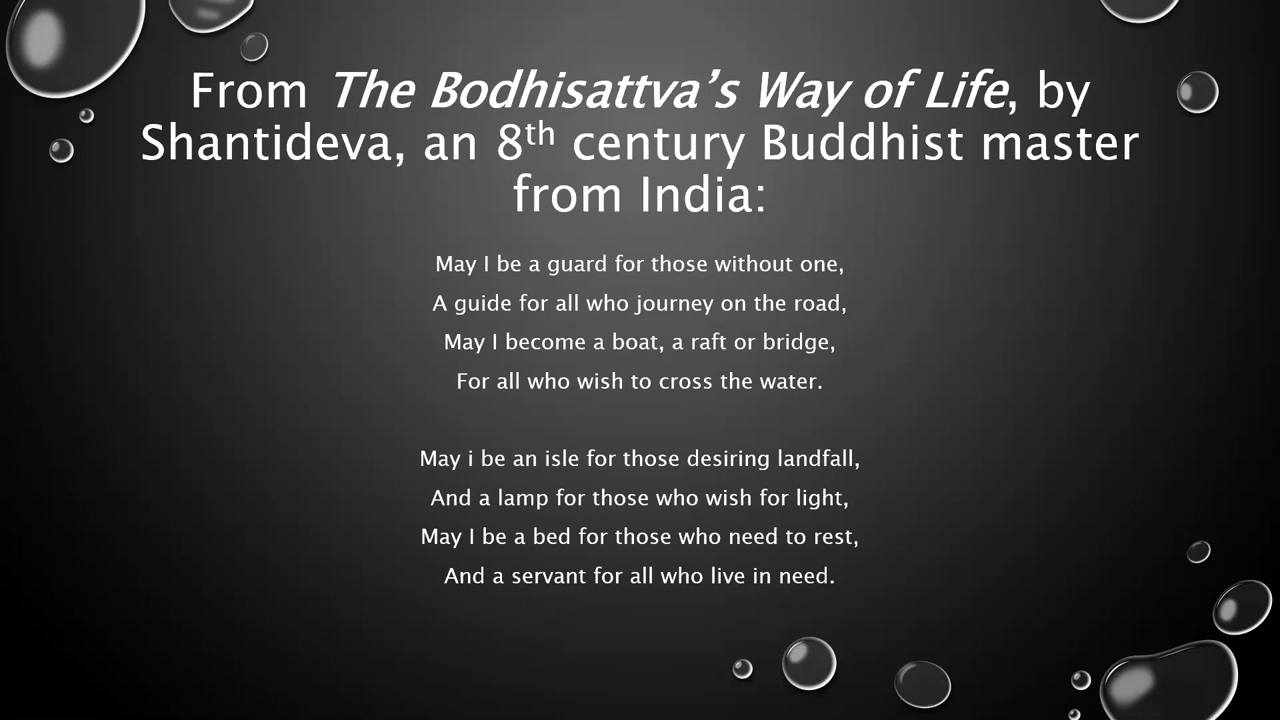 From The Bodhisattva’s Way of Life, by
Shantideva, an 8th century Buddhist master
from India:
May I be a guard for those without one,
A guide for all who journey on the road,
May I become a boat, a raft or bridge,
For all who wish to cross the water.
May i be an isle for those desiring landfall,
And a lamp for those who wish for light,
May I be a bed for those who need to rest,
And a servant for all who live in need.